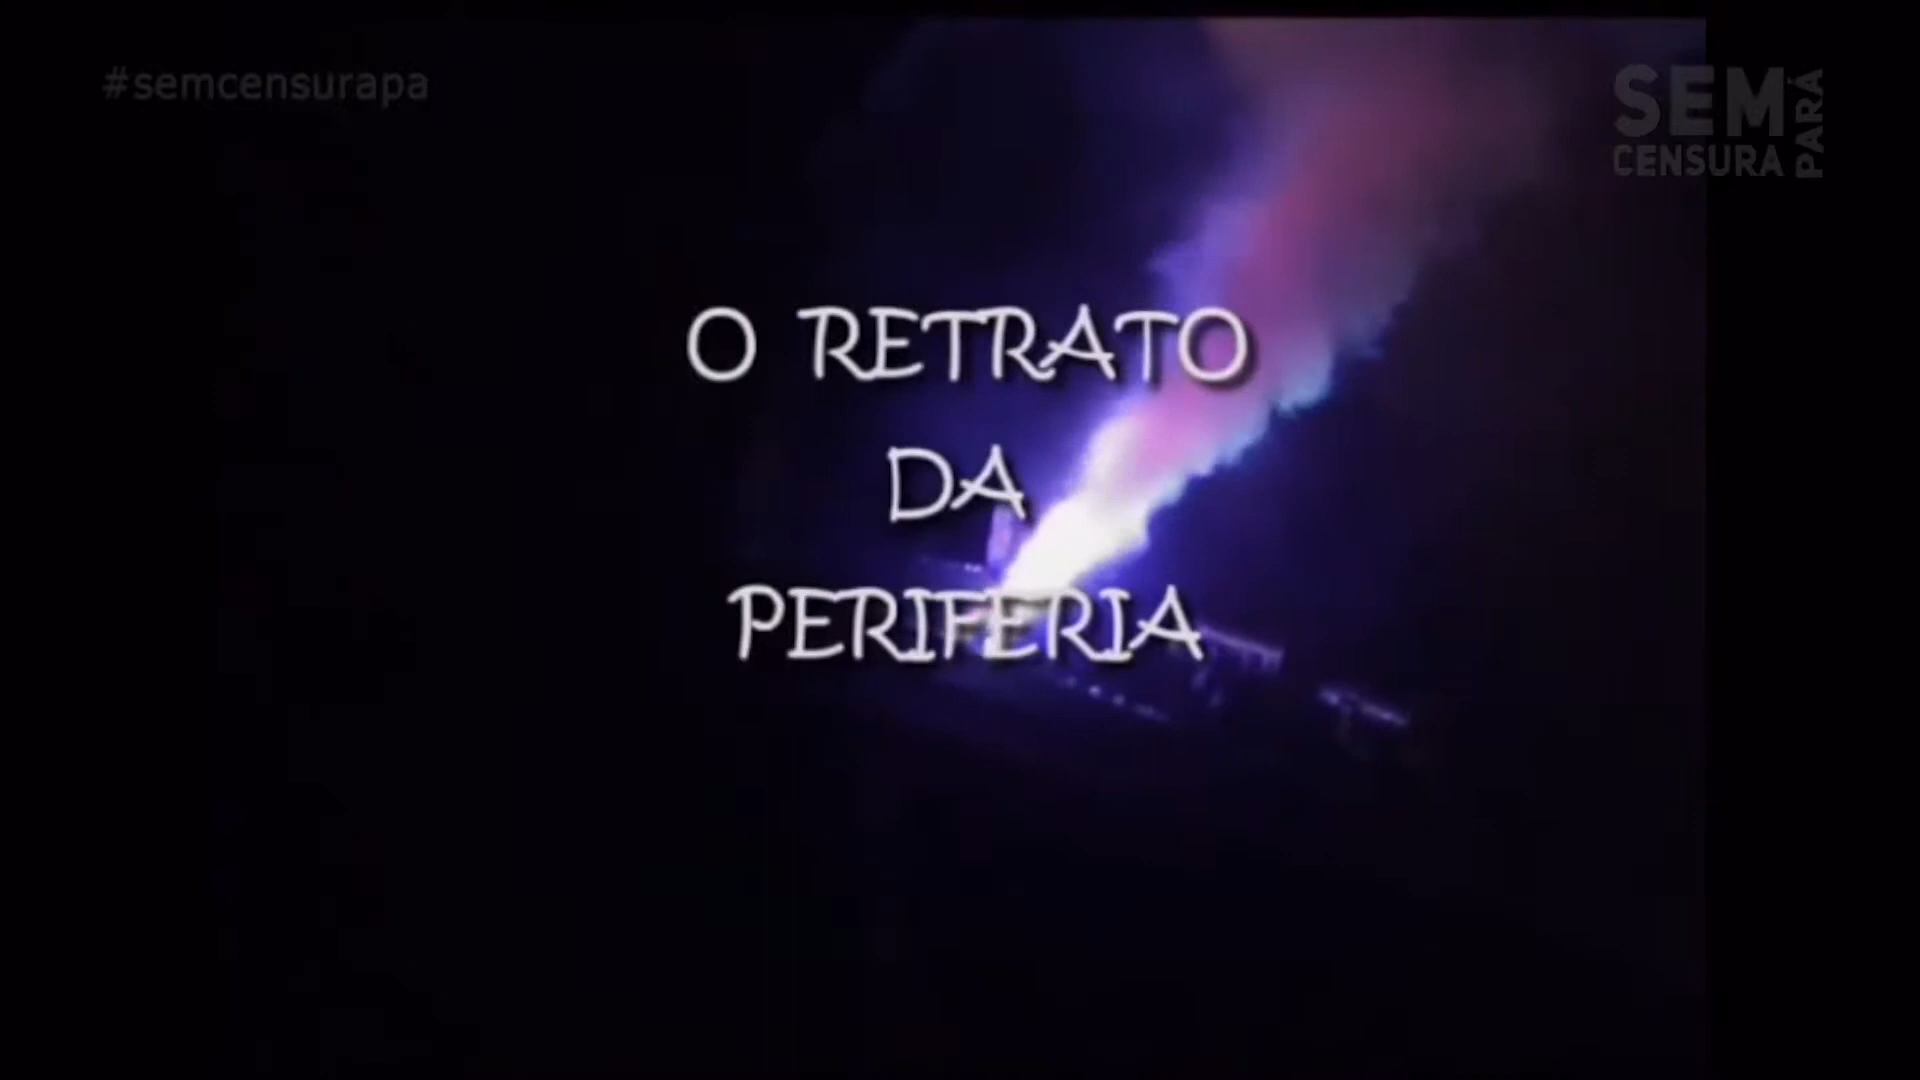 #semcensurapa
SEM
CENSURA
PARÁ
O RETRATO
DA
PERIFERIA